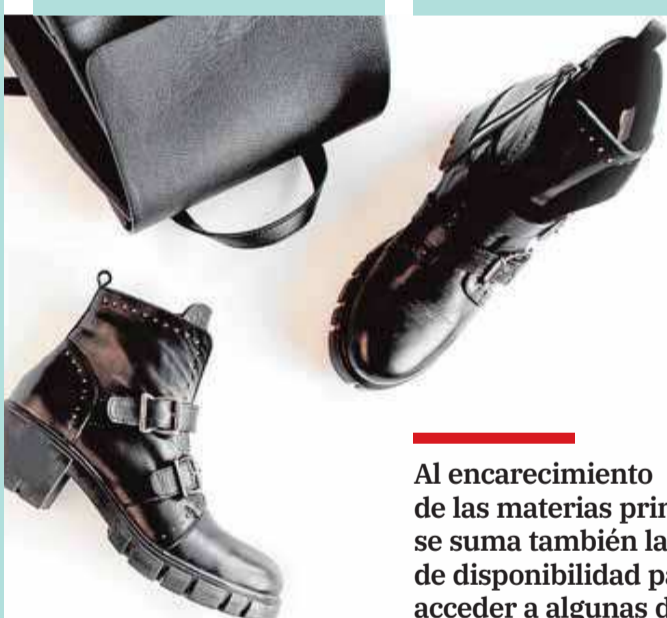 Al encarecimiento
de las materias
se suma también la
de disponibilidad
acceder a algunas